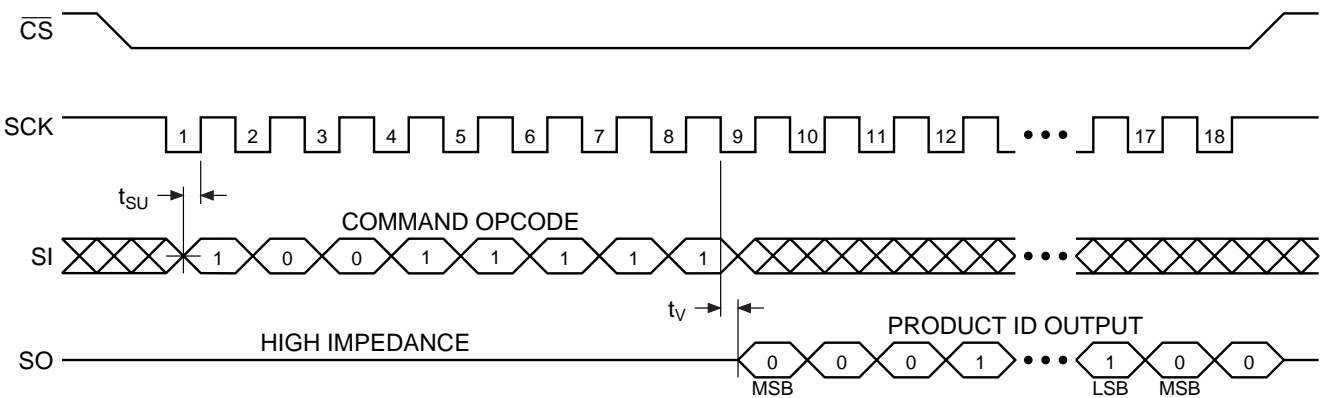 CS
SCK
1 2 3 4 5 6 7 8 9 10 11 12 ••• 17 18
tSU
COMMAND OPCODE
SI
1 0 0 1 1 1 1 1 •••
tV
HIGH IMPEDANCE
PRODUCT ID OUTPUT
SO
0 0 0 1 ••• 1 0 0
MSB LSB MSB